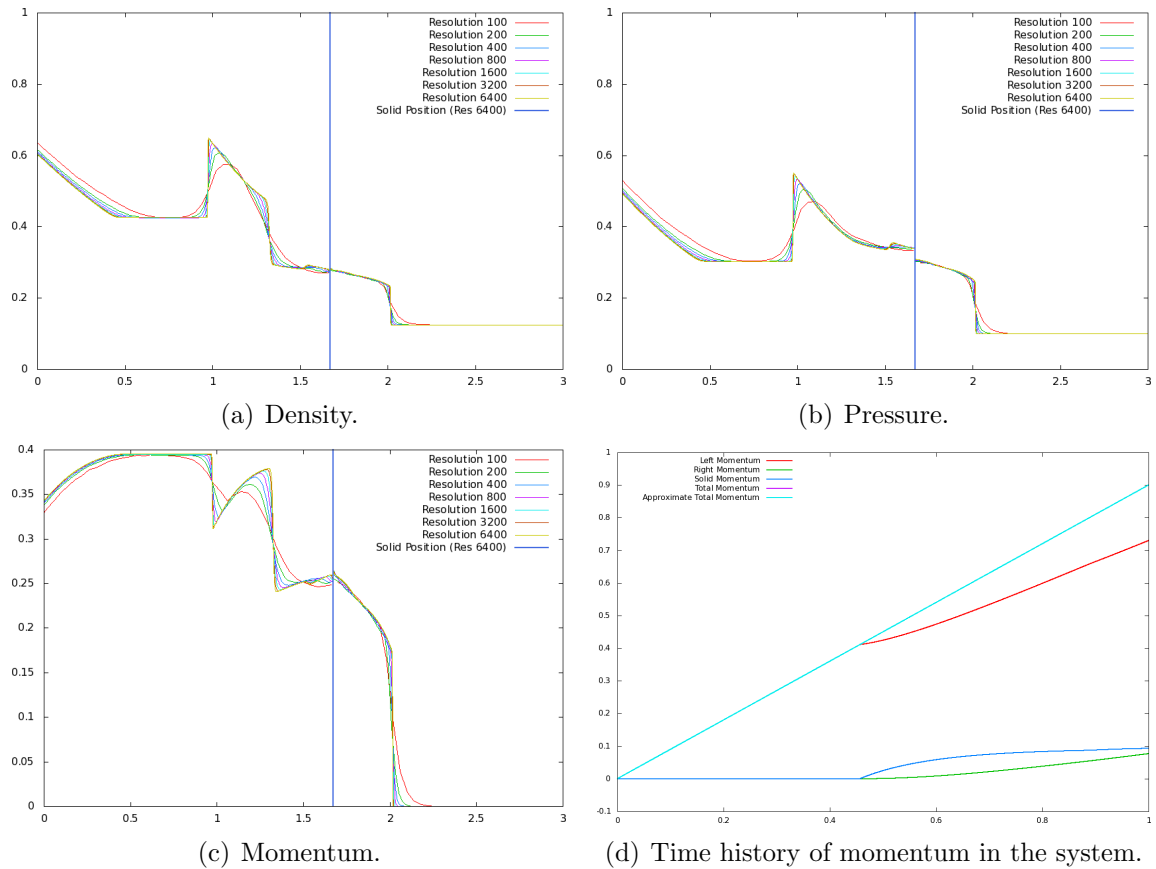 1
0.8
0.6
0.4
0.2
0
0 0.5 1 1.5 2 2.5 3
Resolution 100
Resolution 200
Resolution 400
Resolution 800
Resolution 1600
Resolution 3200
Resolution 6400
Solid Position (Res 6400)
(a) Density.
1
0.8
0.6
0.4
0.2
0
0 0.5 1 1.5 2 2.5 3
Resolution 100
Resolution 200
Resolution 400
Resolution 800
Resolution 1600
Resolution 3200
Resolution 6400
Solid Position (Res 6400)
(b) Pressure.
0.4
0.35
0.3
0.25
0.2
0.15
0.1
0.05
0
0 0.5 1 1.5 2 2.5 3
Resolution 100
Resolution 200
Resolution 400
Resolution 800
Resolution 1600
Resolution 3200
Resolution 6400
Solid Position (Res 6400)
(c) Momentum.
1
0.9
0.8
0.7
0.6
0.5
0.4
0.3
0.2
0.1
0
-0.1
0 0.2 0.4 0.6 0.8 1
Left Momentum
Right Momentum
Solid Momentum
Total Momentum
Approximate Total Momentum
(d) Time history of momentum in the system.